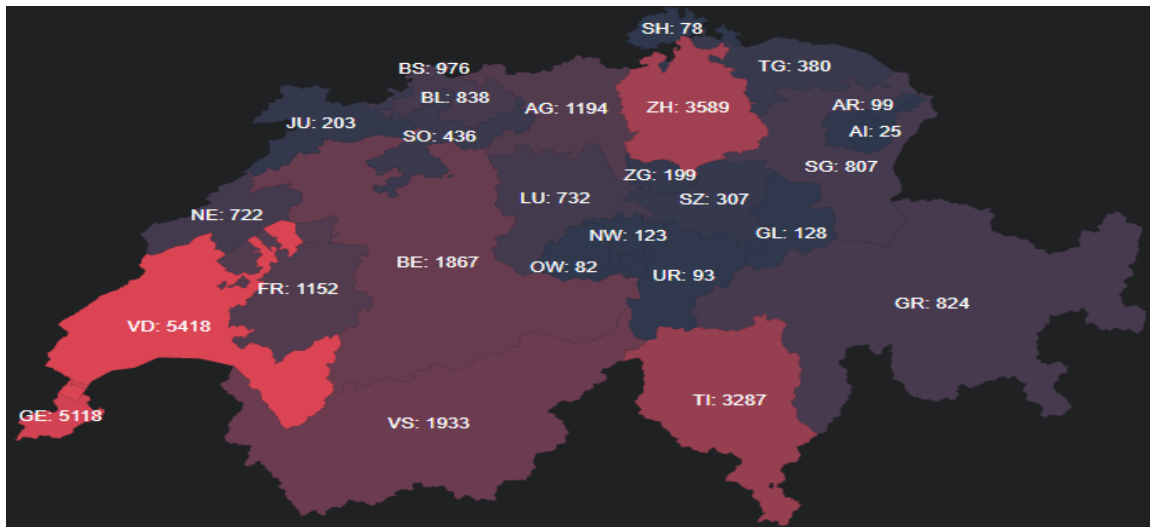 SH: 78
BS: 976
TG: 380
BL: 838
AG: 1194
ZH: 3589
AR: 99
JU: 203
SO: 436
AI: 25
ZG: 199
SG: 807
LU: 732
SZ: 307
NE: 722
NW: 123
GL: 128
BE: 1867
OW: 82
UR: 93
FR: 1152
GR: 824
VD: 5418
TI: 3287
GE: 5118
VS: 1933